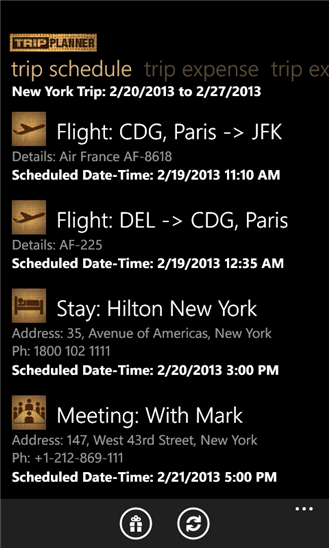 TRIP PLANNER
trip schedule trip expense trip ex
New York Trip: 2/20/2013 to 2/27/2013
Flight: CDG, Paris -> JFK
Details: Air France AF-8618
Scheduled Date-Time: 2/19/2013 11:10 AM
Flight: DEL -> CDG, Paris
Details: AF-225
Scheduled Date-Time: 2/19/2013 12:35 AM
Stay: Hilton New York
Address: 35, Avenue of Americas, New York
Ph: 1800 102 1111
Scheduled Date-Time: 2/20/2013 3:00 PM
Meeting: With Mark
Address: 147, West 43rd Street, New York
Ph: +1-212-869-111
Scheduled Date-Time: 2/21/2013 5:00 PM